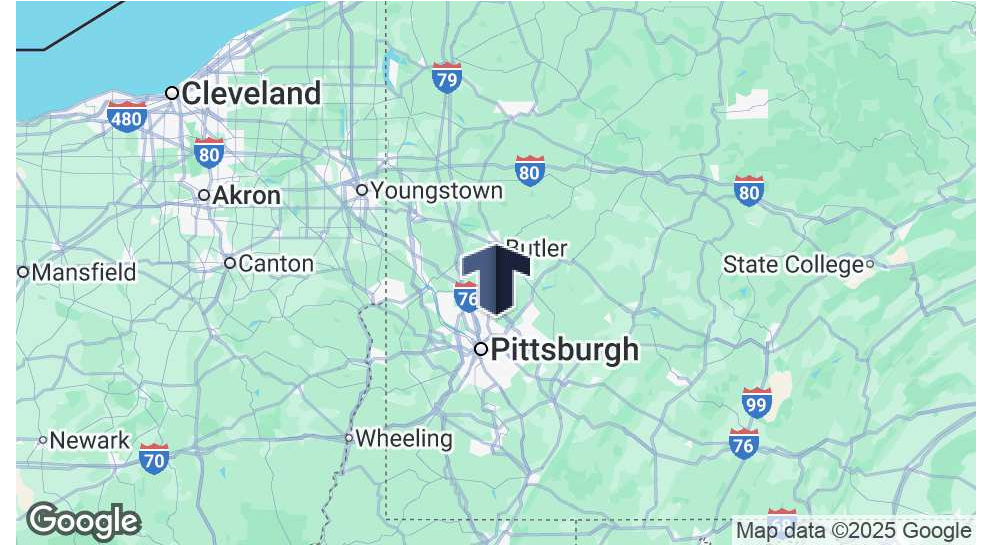 79
Cleveland
480
80
80
Akron
Youngstown
80
Butler
Mansfield
Canton
State College
76
Pittsburgh
99
Newark
Wheeling
76
70
Google
Map data ©2025 Google